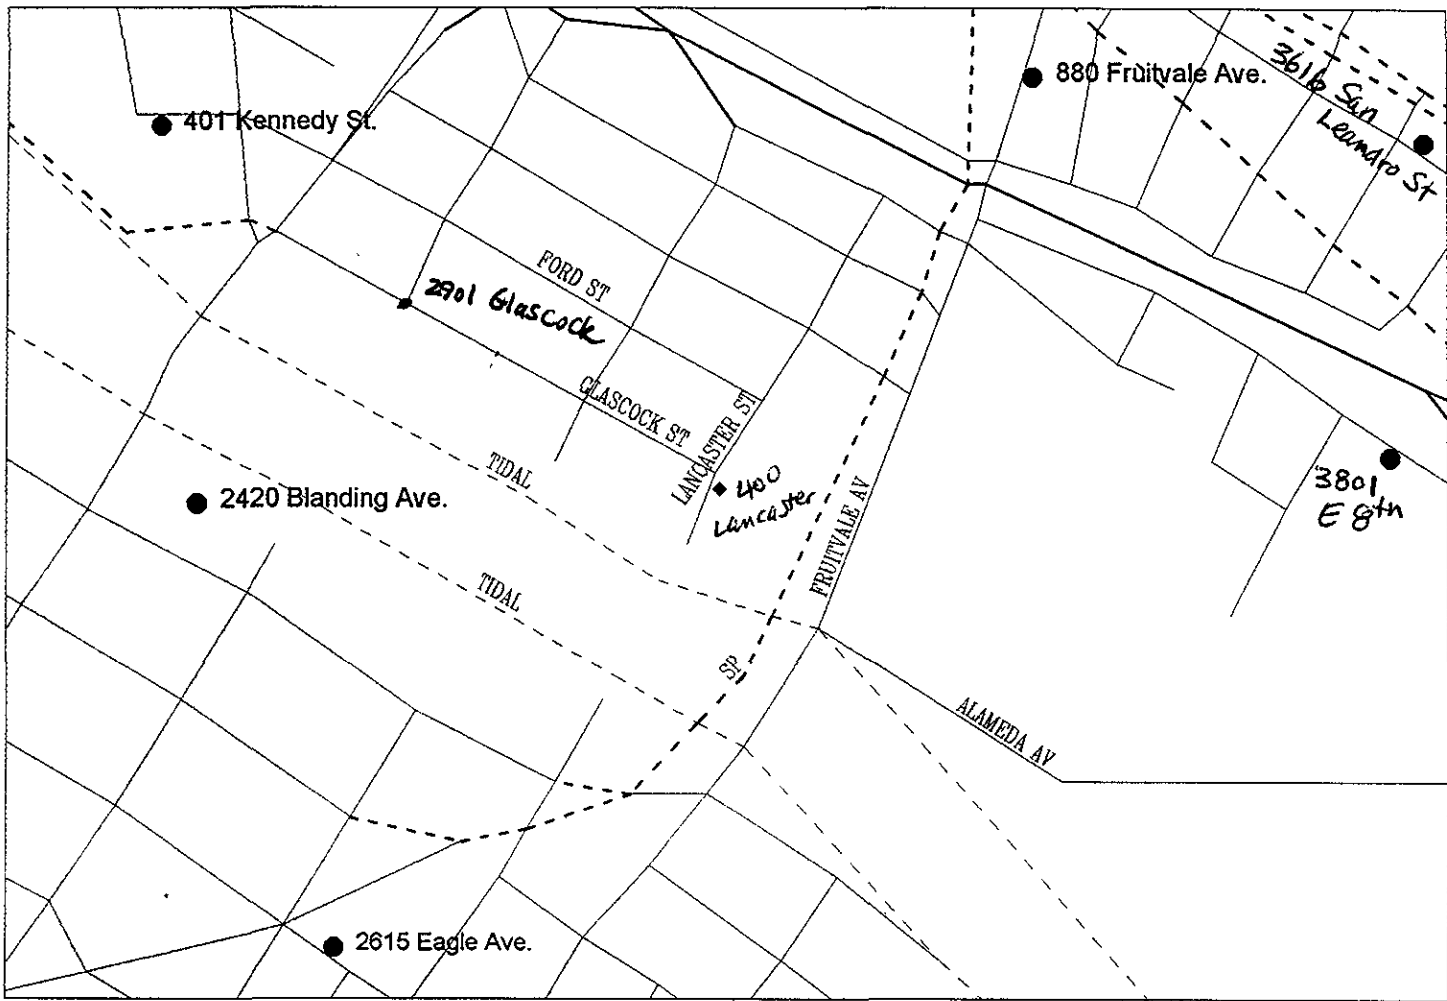 880 Fruitvale Ave.
3616 San
Leandro St
401 Kennedy St.
FORD ST
2901 Glascock
GLASCOCK ST
LANCASTER ST
400
Lancaster
TIDAL
2420 Blanding Ave.
3801
E 8th
FRUITVALE AV
TIDAL
SP
ALAMEDA AV
2615 Eagle Ave.